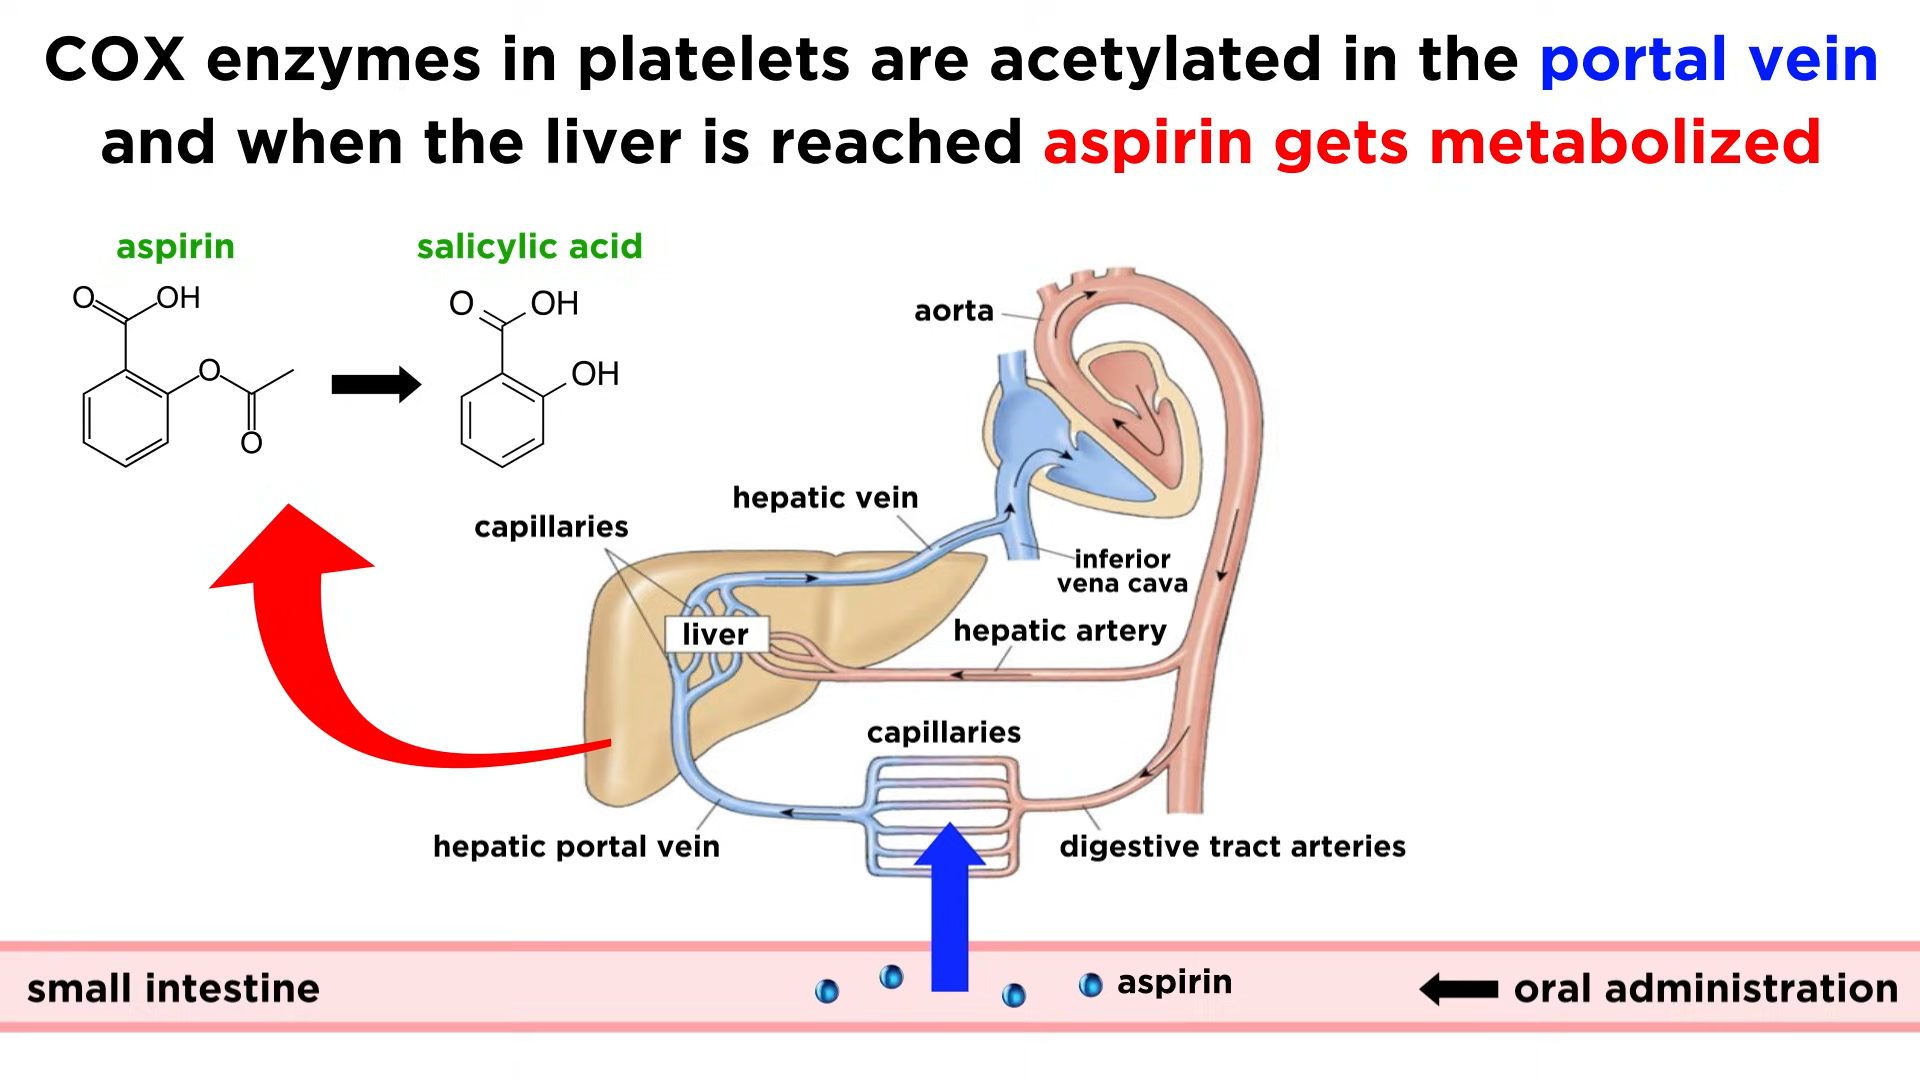 COX enzymes in platelets are acetylated in the portal vein
and when the liver is reached aspirin gets metabolized
aspirin
salicylic acid
O
OH
O
O
O
OH
OH
aorta
hepatic vein
capillaries
inferior
vena cava
liver
hepatic artery
capillaries
hepatic portal vein
digestive tract arteries
small intestine
aspirin
oral administration